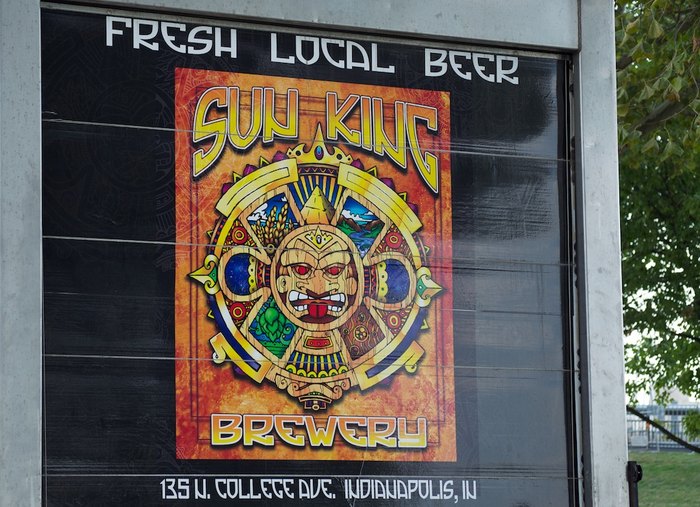 FRESH LOCAL BEER
SUN KING
BREWERY
135 N. COLLEGE AVE. INDIANAPOLIS, IN